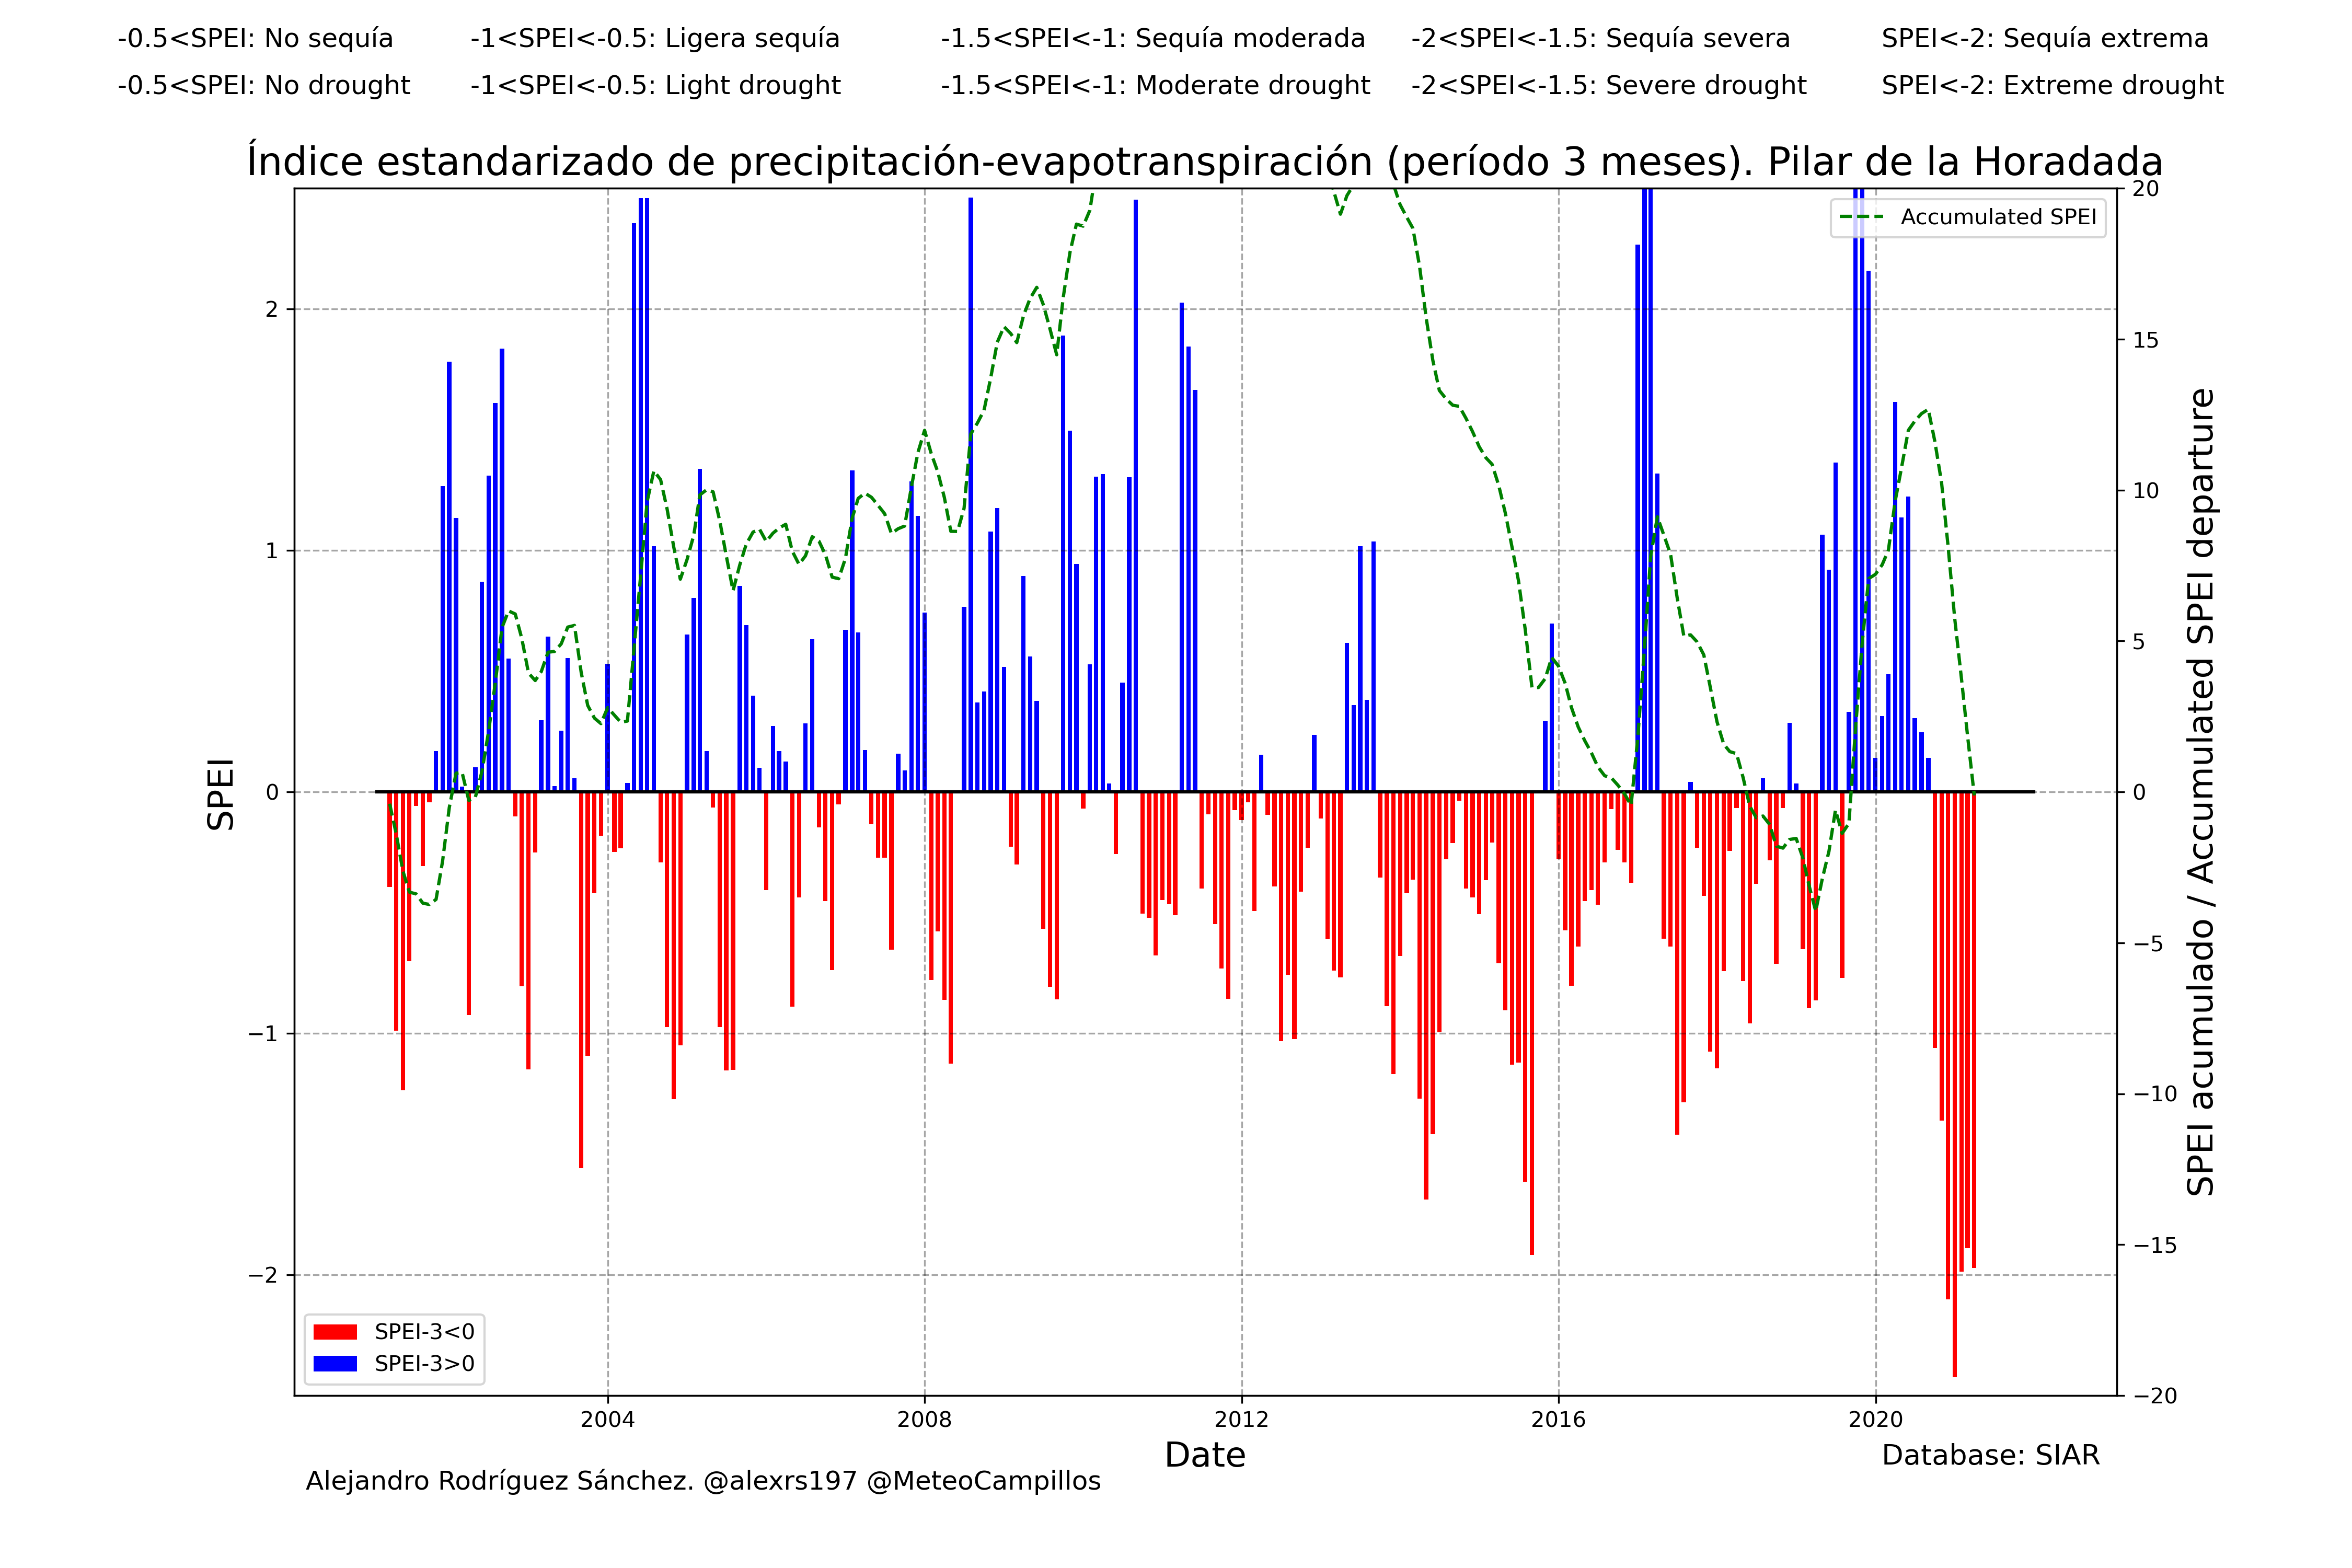 -0.5<SPEI: No sequía -1<SPEI<-0.5: Ligera sequía -1.5<SPEI<-1: Sequía moderada -2<SPEI<-1.5: Sequía severa SPEI<-2: Sequía extrema
-0.5<SPEI: No drought -1<SPEI<-0.5: Light drought -1.5<SPEI<-1: Moderate drought -2<SPEI<-1.5: Severe drought SPEI<-2: Extreme drought
Índice estandarizado de precipitación-evapotranspiración (período 3 meses). Pilar de la Horadada
Accumulated SPEI
SPEI
2
1
0
−1
−2
20
15
10
5
0
−5
−10
−15
−20
SPEI acumulado / Accumulated SPEI departure
SPEI-3<0
SPEI-3>0
2004 2008 2012 2016 2020
Date
Database: SIAR
Alejandro Rodríguez Sánchez. @alexrs197 @MeteoCampillos